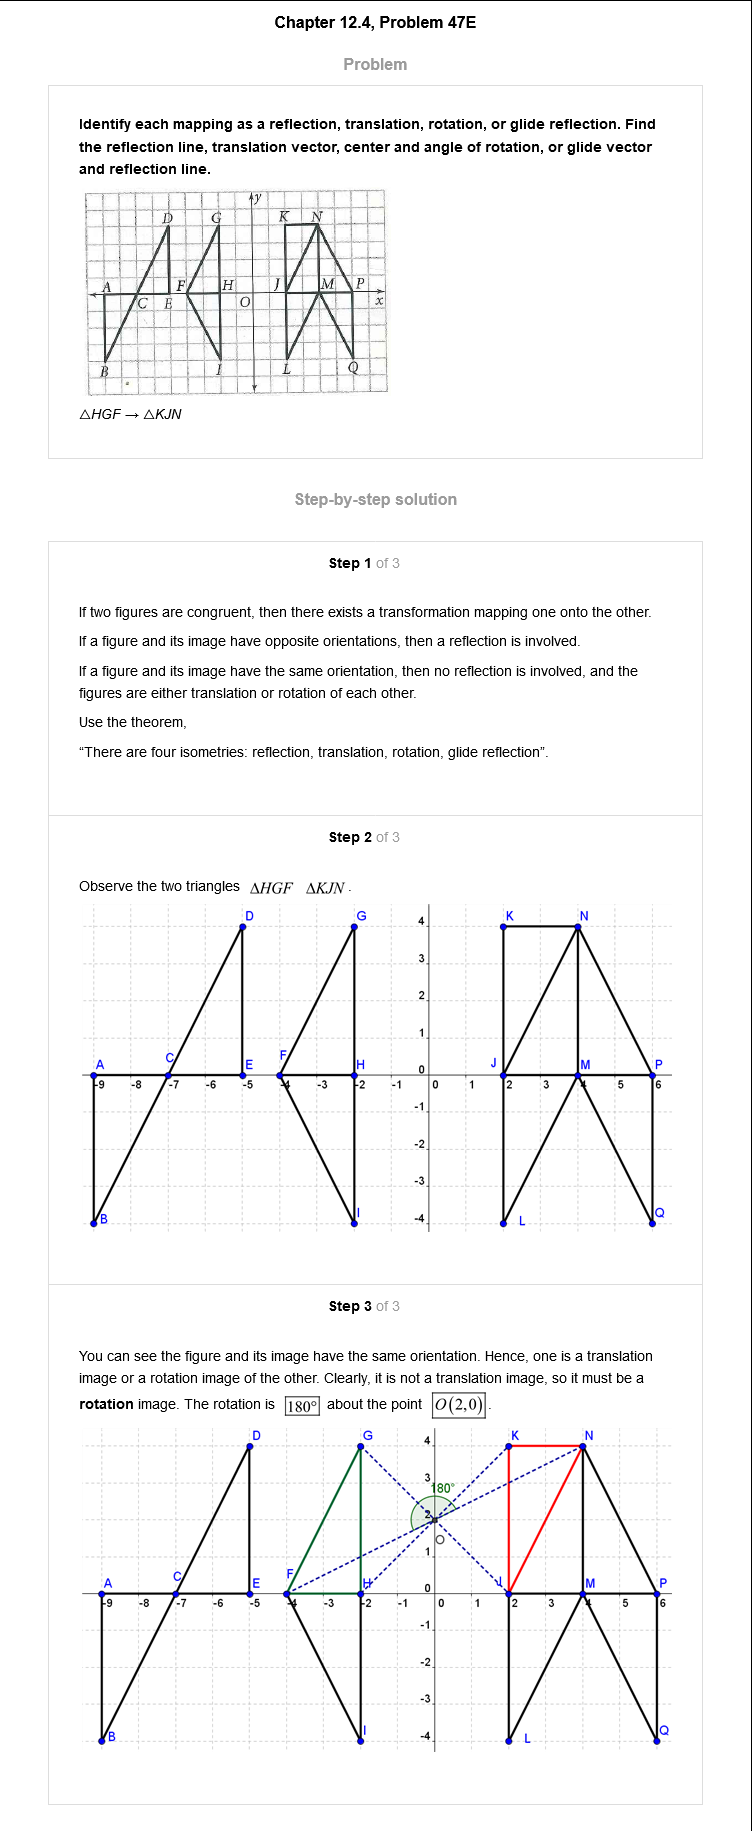 Chapter 12.4, Problem 47E
Problem
Identify each mapping as a reflection, translation, rotation, or glide reflection. Find
the reflection line, translation vector, center and angle of rotation, or glide vector
and reflection line.
y
D G K N
A F H J M P
C E O x
B I L Q
△HGF → △KJN
Step-by-step solution
Step 1 of 3
If two figures are congruent, then there exists a transformation mapping one onto the other.
If a figure and its image have opposite orientations, then a reflection is involved.
If a figure and its image have the same orientation, then no reflection is involved, and the
figures are either translation or rotation of each other.
Use the theorem,
“There are four isometries: reflection, translation, rotation, glide reflection”.
Step 2 of 3
Observe the two triangles ΔHGF ΔKJN .
D G 4 K N
3
2
1
A C E F H 0 J M P
-9 -8 -7 -6 -5 -4 -3 -2 -1 0 1 2 3 4 5 6
-1
-2
-3
B I -4 L Q
Step 3 of 3
You can see the figure and its image have the same orientation. Hence, one is a translation
image or a rotation image of the other. Clearly, it is not a translation image, so it must be a
rotation image. The rotation is 180° about the point O(2,0).
D G 4 K N
3
180°
2
O
1
A C E F H 0 J M P
-9 -8 -7 -6 -5 -4 -3 -2 -1 0 1 2 3 4 5 6
-1
-2
-3
B I -4 L Q